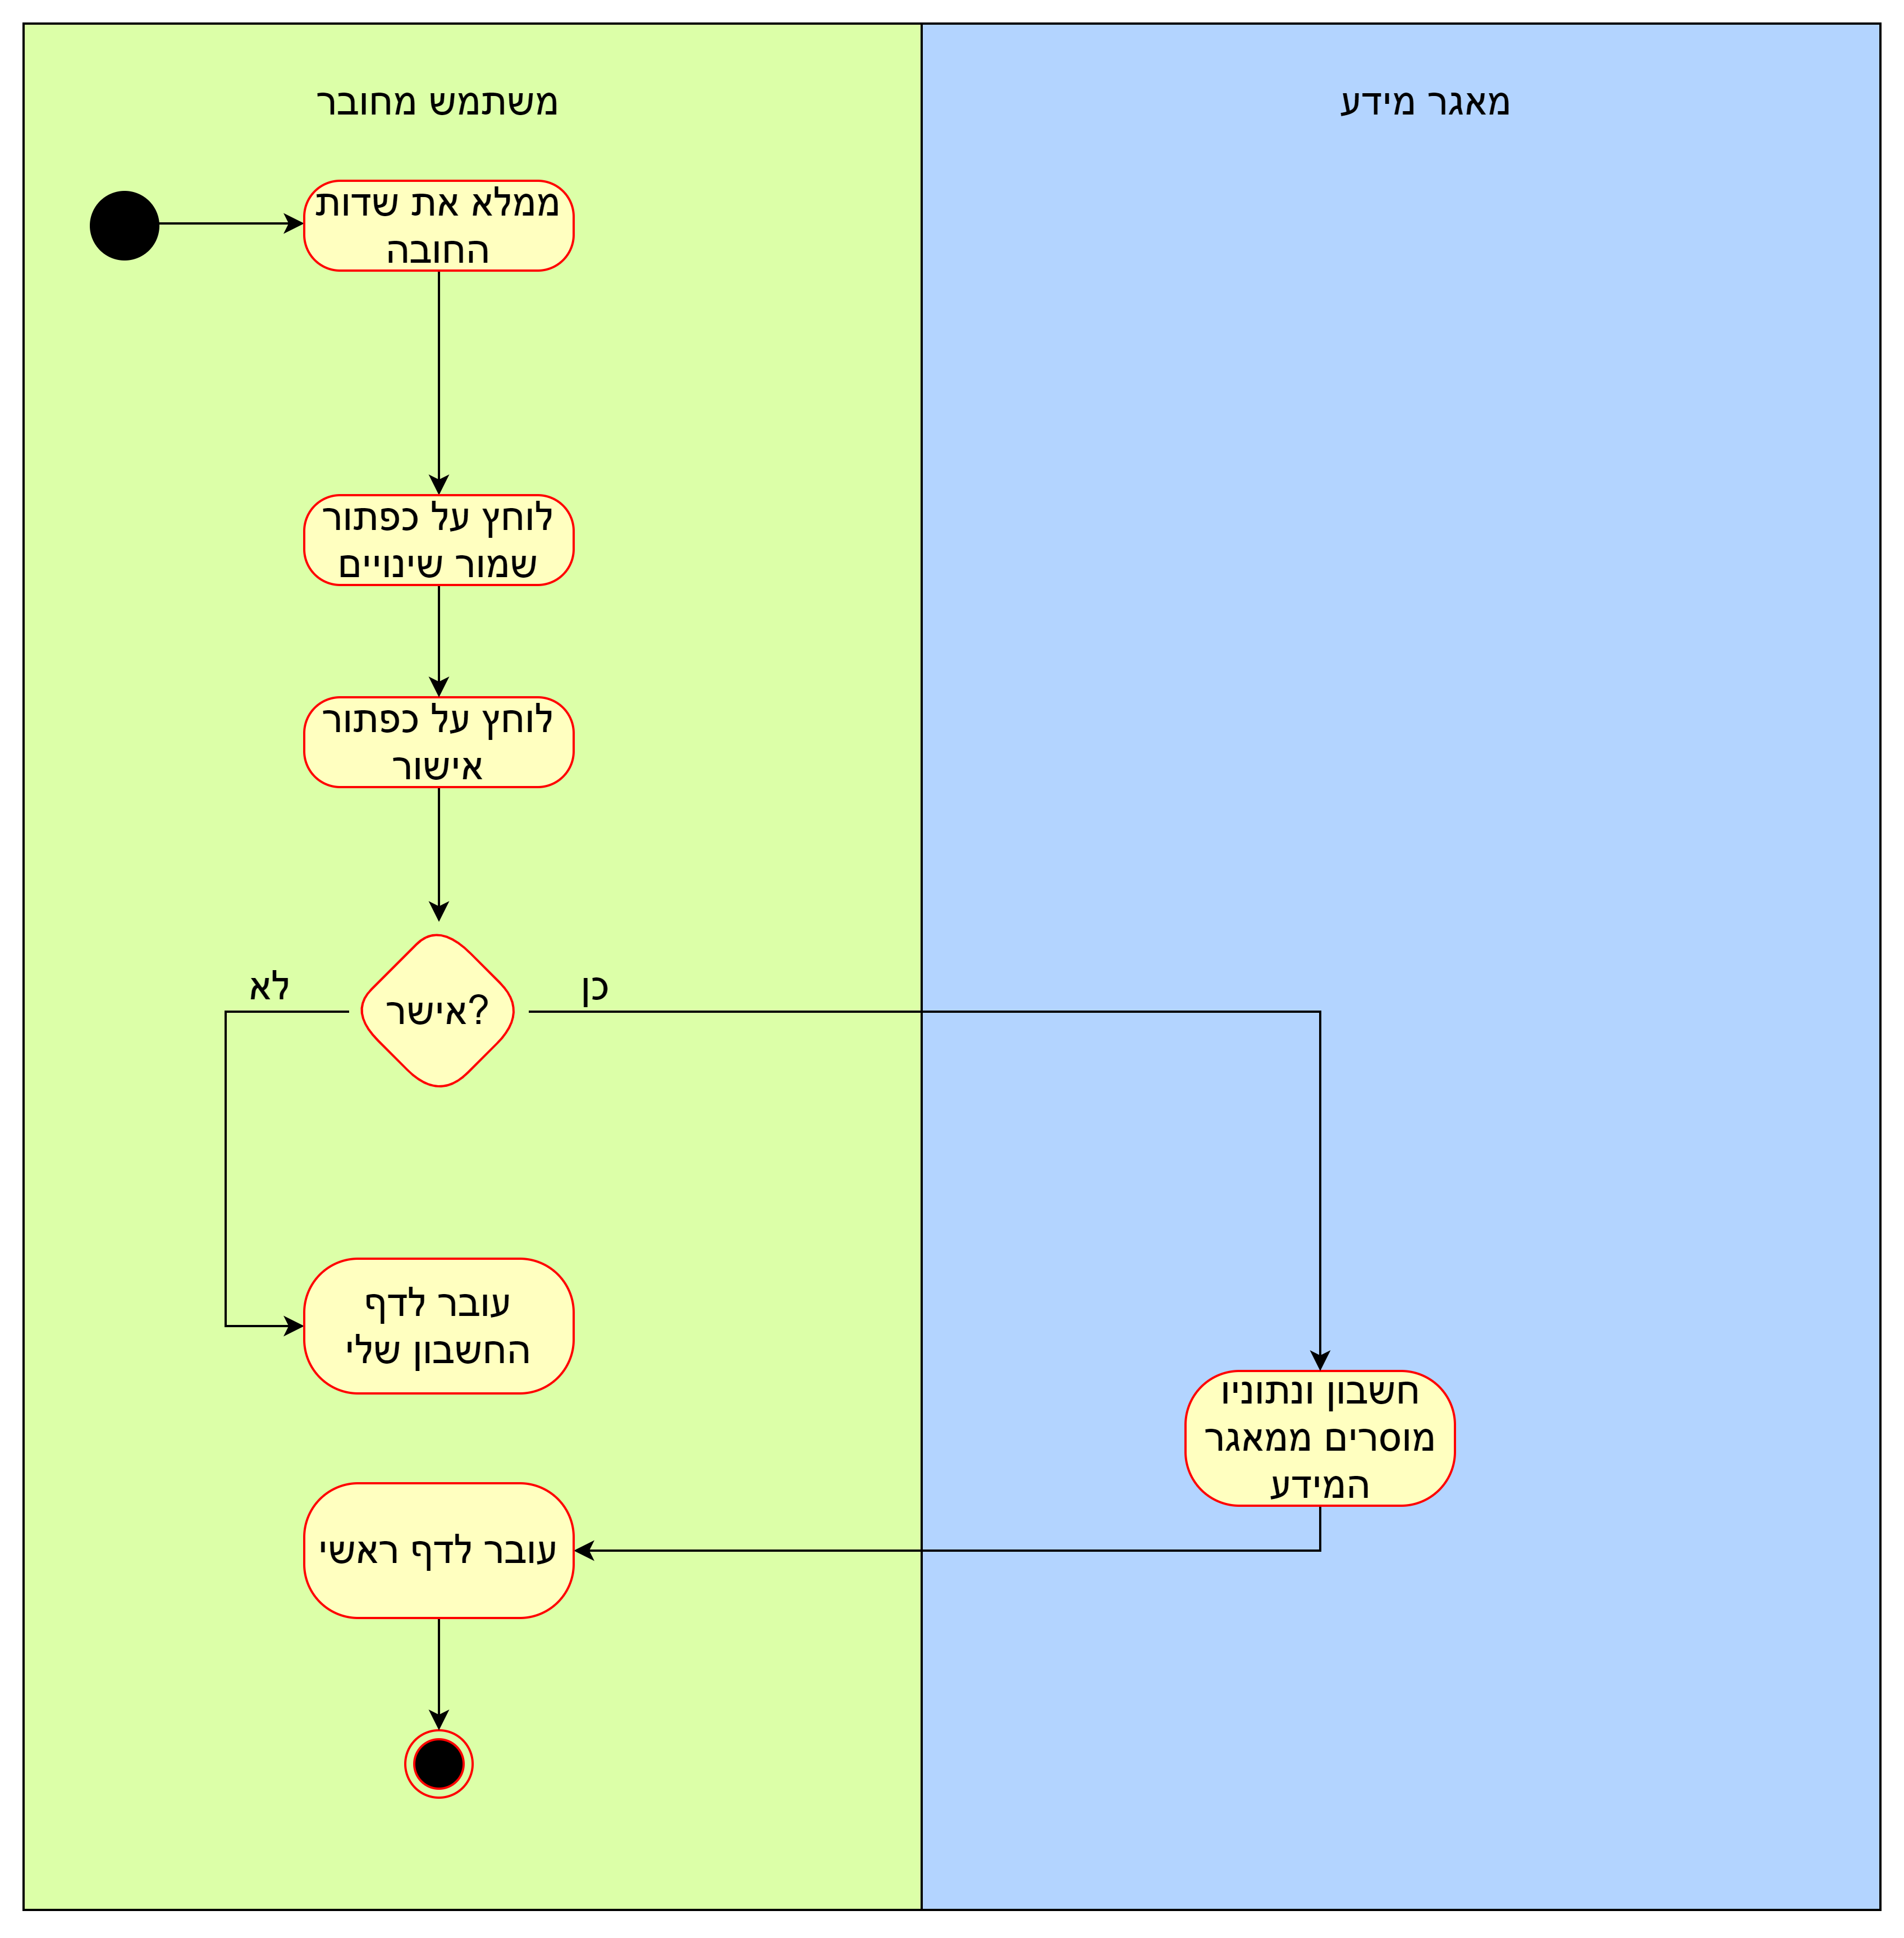 משתמש מחובר
מאגר מידע
ממלא את שדות
החובה
לוחץ על כפתור
שמור שינויים
לוחץ על כפתור
אישור
לא
אישר?
כן
עובר לדף
החשבון שלי
חשבון ונתוניו
מוסרים ממאגר
המידע
עובר לדף ראשי